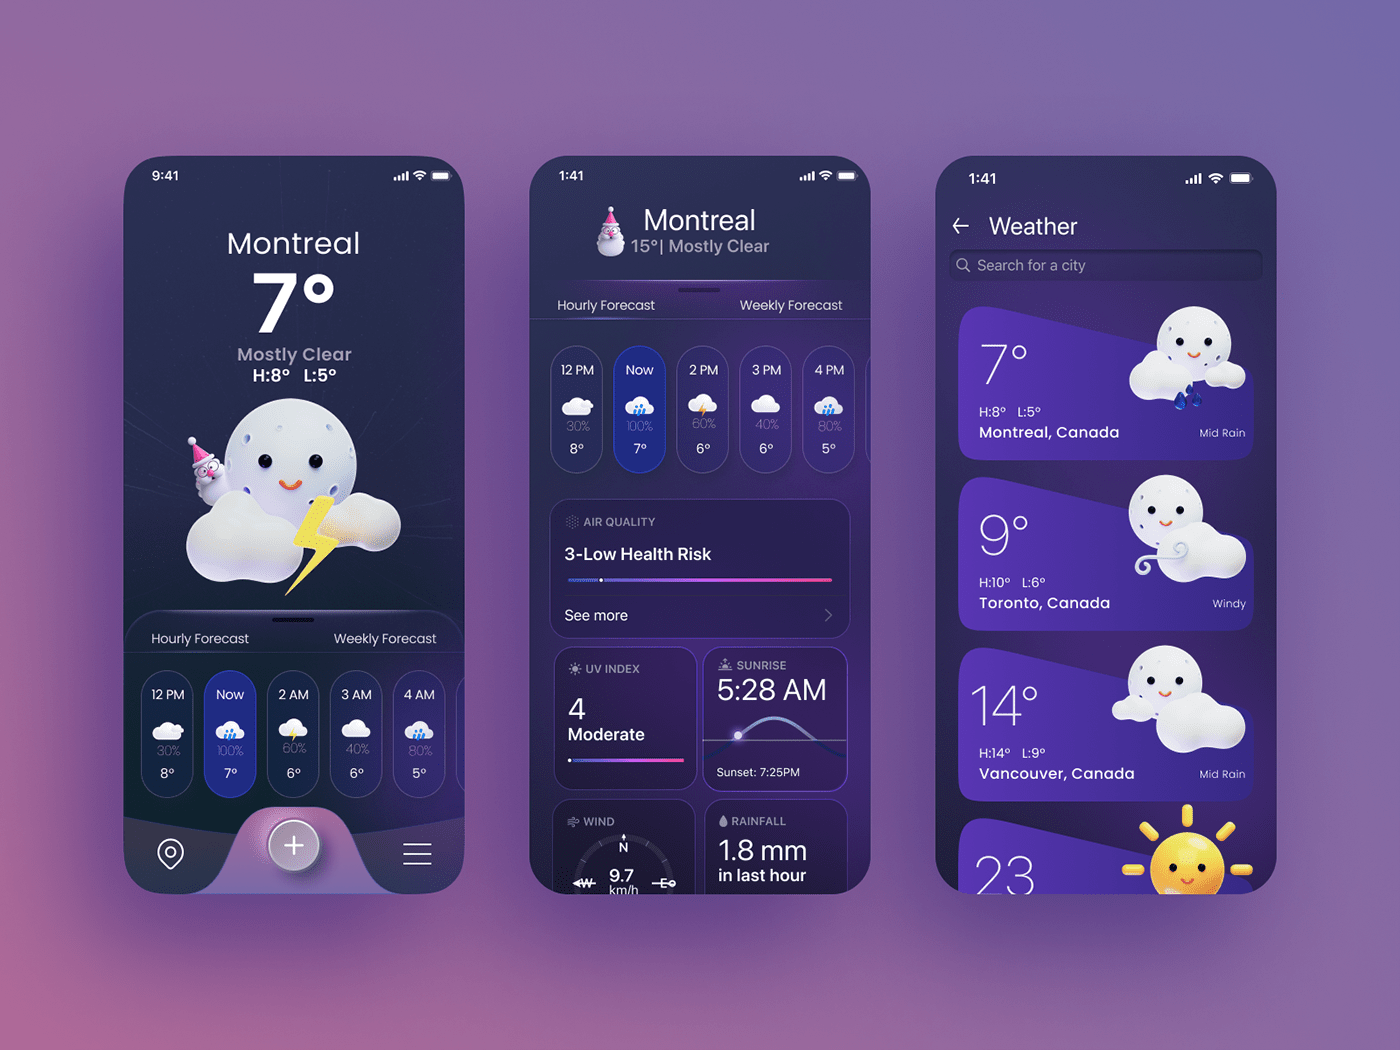 9:41
Montreal
7°
Mostly Clear
H:8° L:5°
Hourly Forecast Weekly Forecast
12 PM Now 2 AM 3 AM 4 AM
30% 100% 60% 40% 80%
8° 7° 6° 6° 5°
1:41
Montreal
15°| Mostly Clear
Hourly Forecast Weekly Forecast
12 PM Now 2 PM 3 PM 4 PM
30% 100% 60% 40% 80%
8° 7° 6° 6° 5°
AIR QUALITY
3-Low Health Risk
See more
UV INDEX
4
Moderate
SUNRISE
5:28 AM
Sunset: 7:25PM
WIND
N
W 9.7 E
km/h
RAINFALL
1.8 mm
in last hour
1:41
Weather
Search for a city
7°
H:8° L:5°
Montreal, Canada
Mid Rain
9°
H:10° L:6°
Toronto, Canada
Windy
14°
H:14° L:9°
Vancouver, Canada
Mid Rain
23